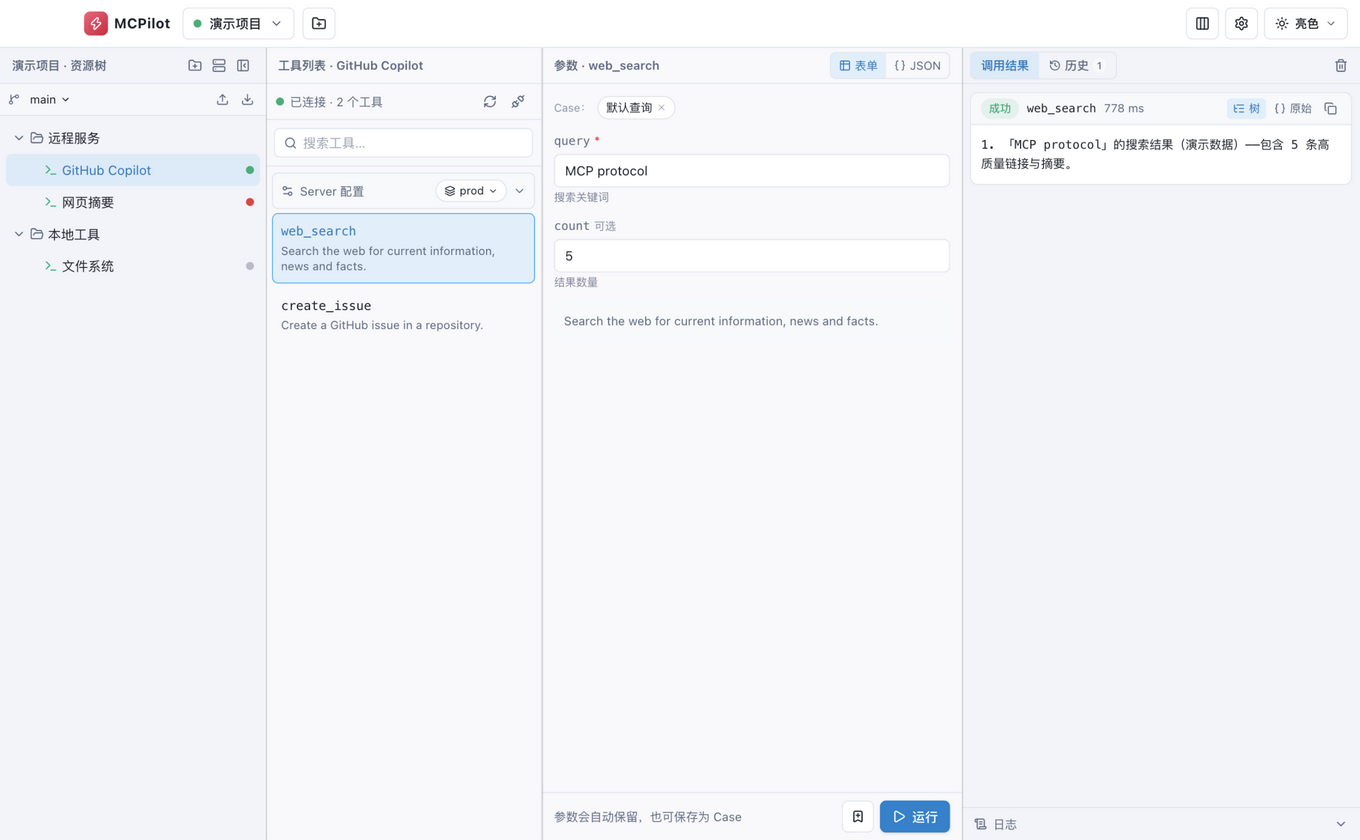 MCPilot
演示项目
亮色
演示项目 · 资源树
main
远程服务
GitHub Copilot
网页摘要
本地工具
文件系统
工具列表 · GitHub Copilot
已连接 · 2 个工具
搜索工具...
Server 配置
prod
web_search
Search the web for current information,
news and facts.
create_issue
Create a GitHub issue in a repository.
参数 · web_search
表单
{ } JSON
Case:
默认查询 ×
query *
MCP protocol
搜索关键词
count 可选
5
结果数量
Search the web for current information, news and facts.
参数会自动保留，也可保存为 Case
运行
调用结果
历史 1
成功 web_search 778 ms
树
{ } 原始
1. 「MCP protocol」的搜索结果（演示数据）——包含 5 条高
质量链接与摘要。
日志